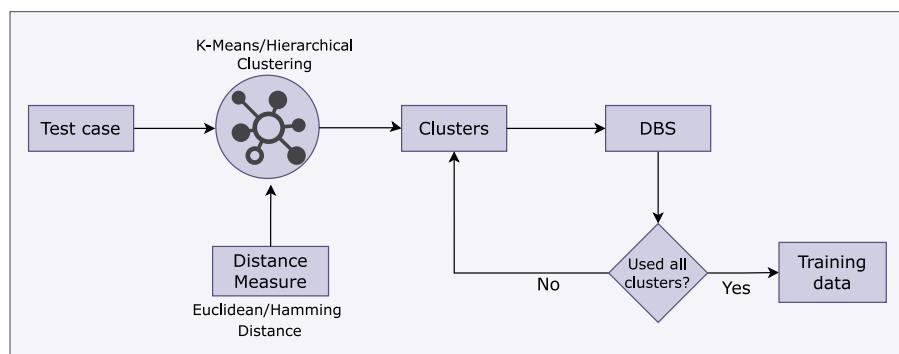 K-Means/Hierarchical
Clustering
Test case
Clusters
DBS
Distance
Measure
Euclidean/Hamming
Distance
Used all
clusters?
No
Yes
Training
data